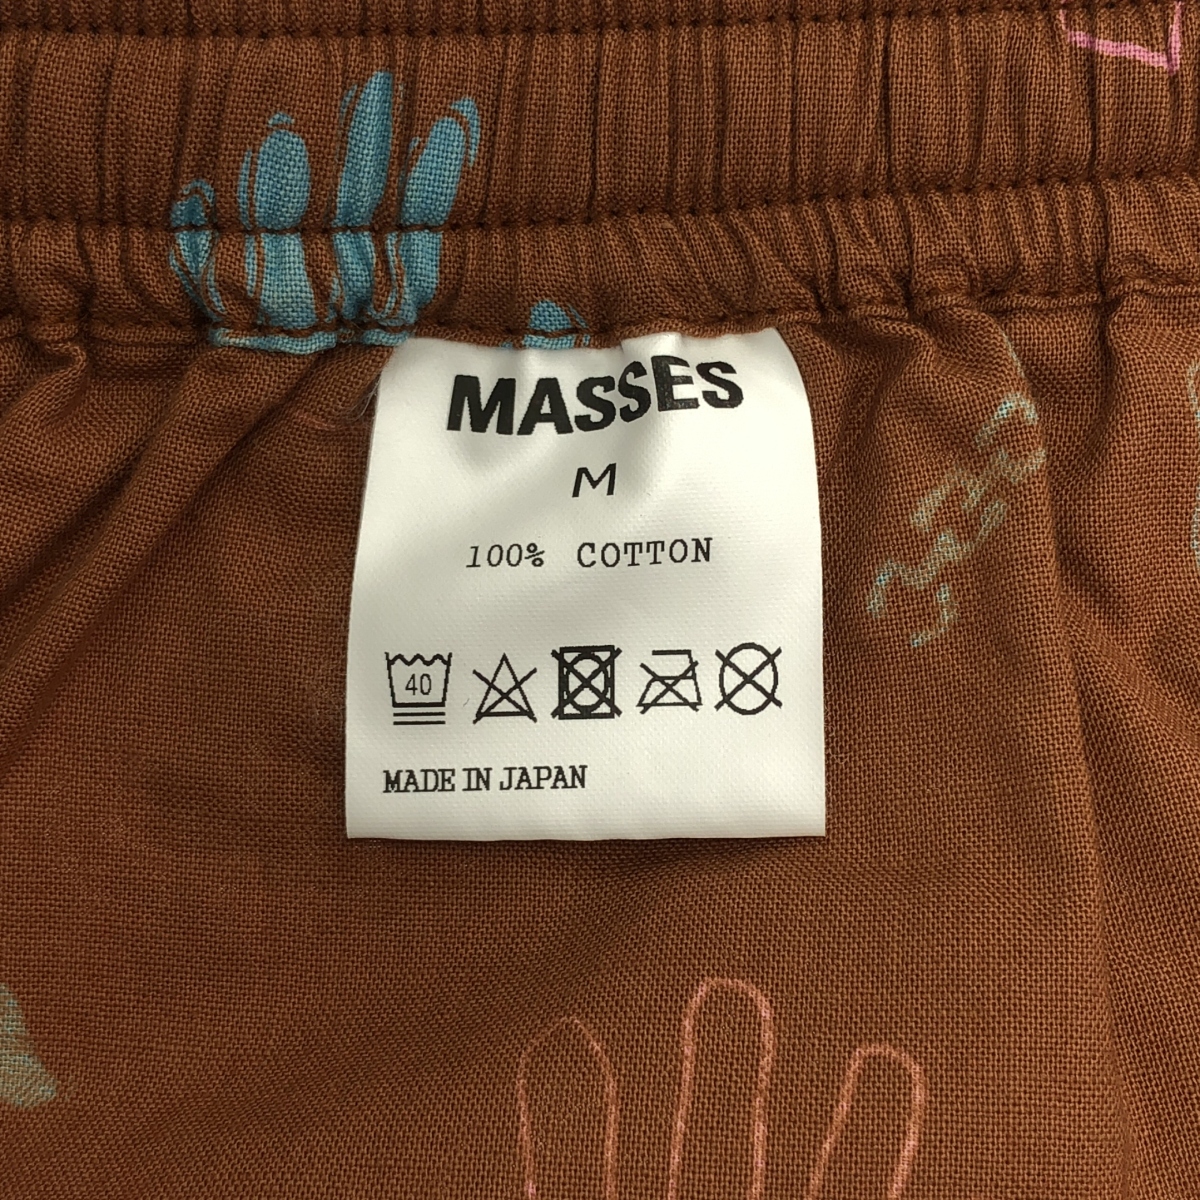 MASSES
M
100% COTTON
40
MADE IN JAPAN